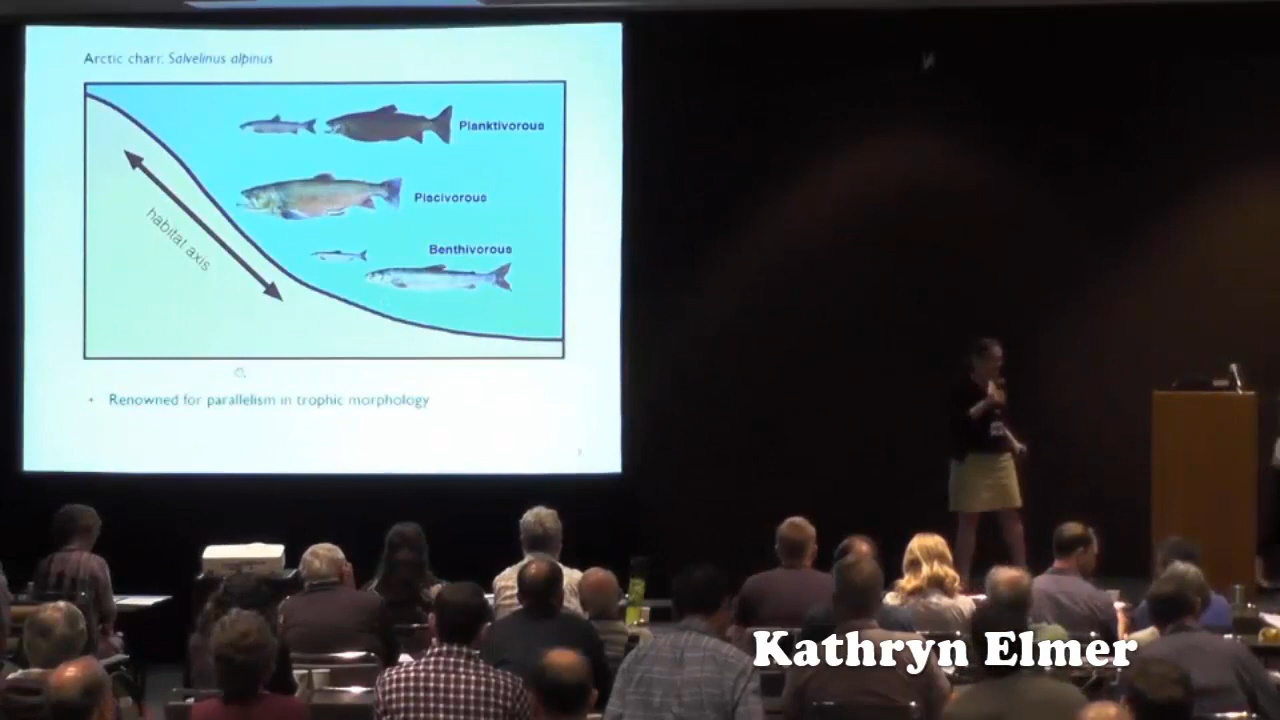 Arctic charr. Salvelinus alpinus
Planktivorous
Piscivorous
Benthivorous
habitat axis
• Renowned for parallelism in trophic morphology
Kathryn Elmer